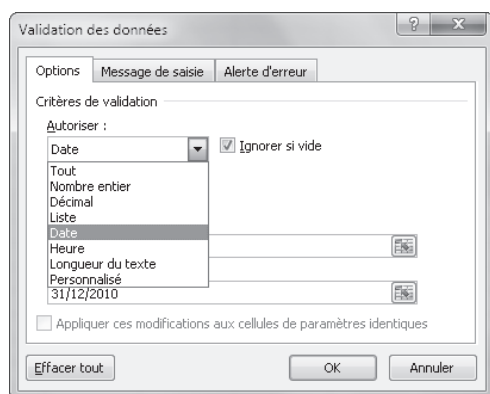 Validation des données
Options Message de saisie Alerte d'erreur
Critères de validation
Autoriser :
Date Ignorer si vide
Tout
Nombre entier
Décimal
Liste
Date
Heure
Longueur du texte
Personnalisé
31/12/2010
Appliquer ces modifications aux cellules de paramètres identiques
Effacer tout OK Annuler